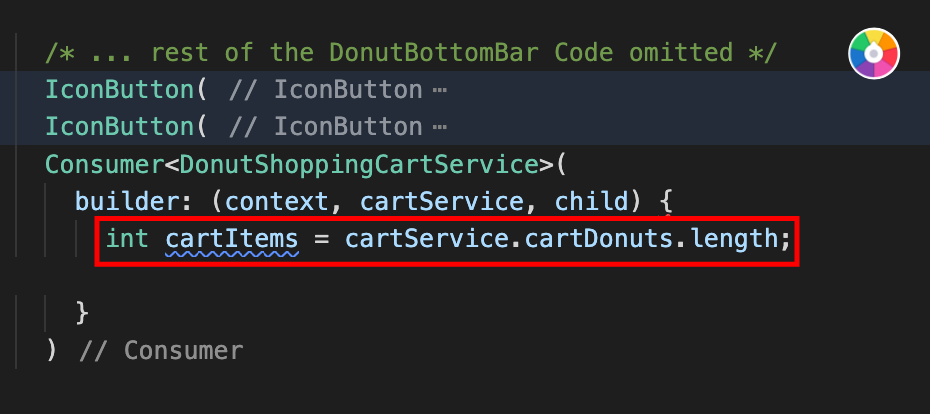 /* ... rest of the DonutBottomBar Code omitted */
IconButton( // IconButton ⋯
IconButton( // IconButton ⋯
Consumer<DonutShoppingCartService>(
builder: (context, cartService, child) {
int cartItems = cartService.cartDonuts.length;
}
) // Consumer